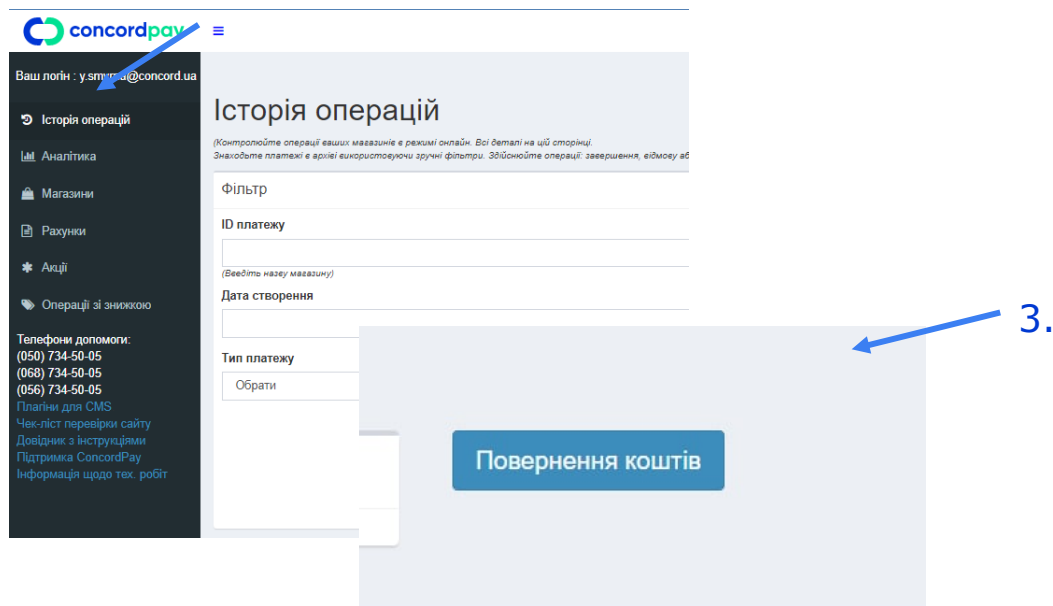 concordpay
Ваш логін : y.smyrna@concord.ua
Історія операцій
Аналітика
Магазини
Рахунки
Акції
Операції зі знижкою
Телефони допомоги:
(050) 734-50-05
(068) 734-50-05
(056) 734-50-05
Плагіни для CMS
Чек-ліст перевірки сайту
Довідник з інструкціями
Підтримка ConcordPay
Інформація щодо тех. робіт
Історія операцій
(Контролюйте операції ваших магазинів в режимі онлайн. Всі деталі на цій сторінці.
Знаходьте платежі в архіві використовуючи зручні фільтри. Здійснюйте операції: завершення, відмову аб
Фільтр
ID платежу
(Введіть назву магазину)
Дата створення
Тип платежу
Обрати
Повернення коштів
3.